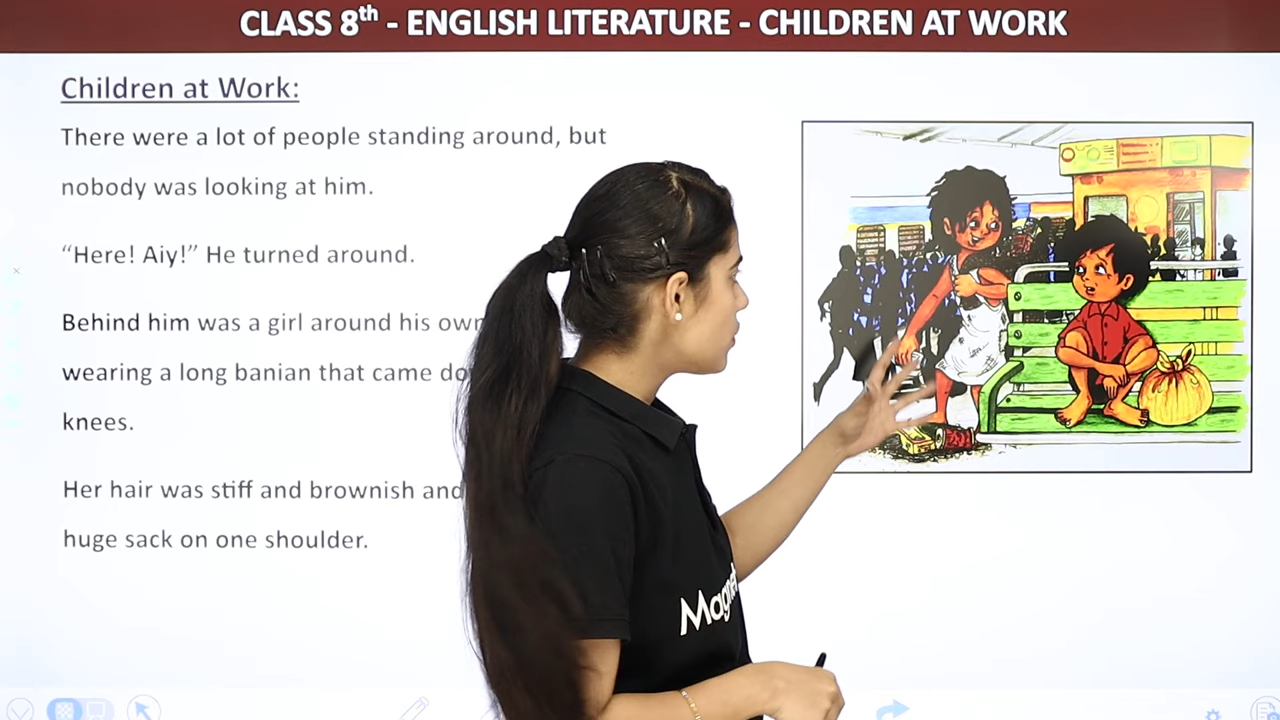 CLASS 8th - ENGLISH LITERATURE - CHILDREN AT WORK
Children at Work:
There were a lot of people standing around, but
nobody was looking at him.
“Here! Aiy!” He turned around.
Behind him was a girl around his own
wearing a long banian that came
knees.
Her hair was stiff and brownish and
huge sack on one shoulder.